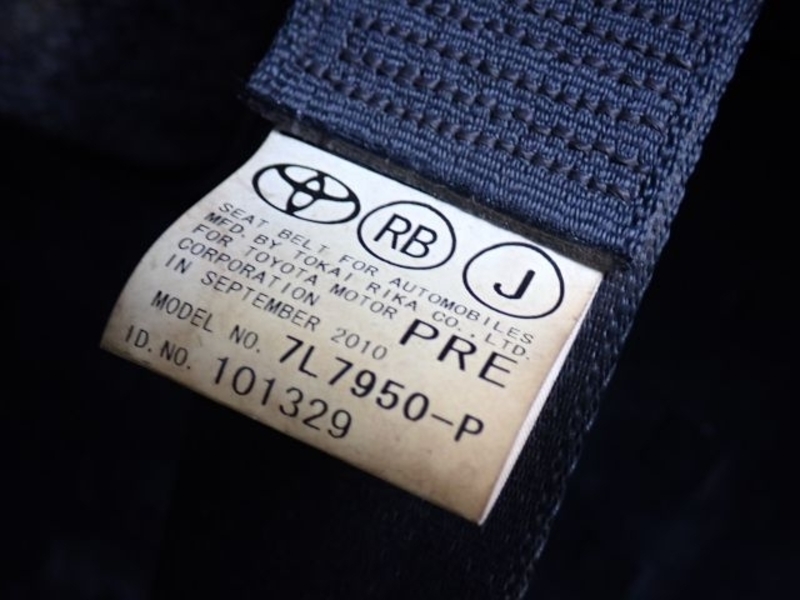 RB J
SEAT BELT FOR AUTOMOBILES
MFD. BY TOKAI RIKA CO., LTD.
FOR TOYOTA MOTOR
CORPORATION
IN SEPTEMBER 2010 PRE
MODEL NO. 7L7950-P
ID. NO. 101329